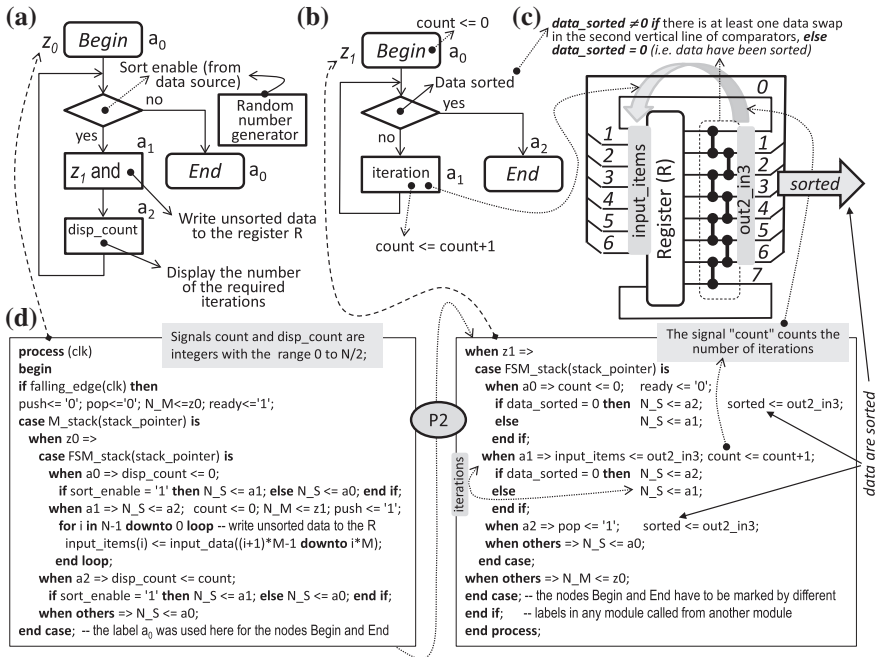 (a)
z0
Begin
a0
Sort enable (from
data source)
no
yes
Random
number
generator
a1
z1 and
End
a0
a2
Write unsorted data
to the register R
disp_count
Display the number
of the required
iterations
(b)
count <= 0
z1
Begin
a0
Data sorted
yes
no
iteration
a1
a2
End
count <= count+1
(c)
data_sorted ≠0 if there is at least one data swap
in the second vertical line of comparators, else
data_sorted = 0 (i.e. data have been sorted)
0
1
2
3
4
5
6
input_items
Register (R)
out2_in3
1
2
3
4
5
6
7
sorted
(d)
Signals count and disp_count are
integers with the range 0 to N/2;
process (clk)
begin
if falling_edge(clk) then
push<= '0'; pop<='0'; N_M<=z0; ready<='1';
case M_stack(stack_pointer) is
when z0 =>
case FSM_stack(stack_pointer) is
when a0 => disp_count <= 0;
if sort_enable = '1' then N_S <= a1; else N_S <= a0; end if;
when a1 => N_S <= a2; count <= 0; N_M <= z1; push <= '1';
for i in N-1 downto 0 loop -- write unsorted data to the R
input_items(i) <= input_data((i+1)*M-1 downto i*M);
end loop;
when a2 => disp_count <= count;
if sort_enable = '1' then N_S <= a1; else N_S <= a0; end if;
when others => N_S <= a0;
end case; -- the label a0 was used here for the nodes Begin and End
P2
The signal "count" counts the
number of iterations
when z1 =>
case FSM_stack(stack_pointer) is
when a0 => count <= 0; ready <= '0';
if data_sorted = 0 then N_S <= a2; sorted <= out2_in3;
else N_S <= a1;
end if;
when a1 => input_items <= out2_in3; count <= count+1;
if data_sorted = 0 then N_S <= a2;
else N_S <= a1;
end if;
when a2 => pop <= '1'; sorted <= out2_in3;
when others => N_S <= a0;
end case;
when others => N_M <= z0;
end case; -- the nodes Begin and End have to be marked by different
end if; -- labels in any module called from another module
end process;
iterations
data are sorted